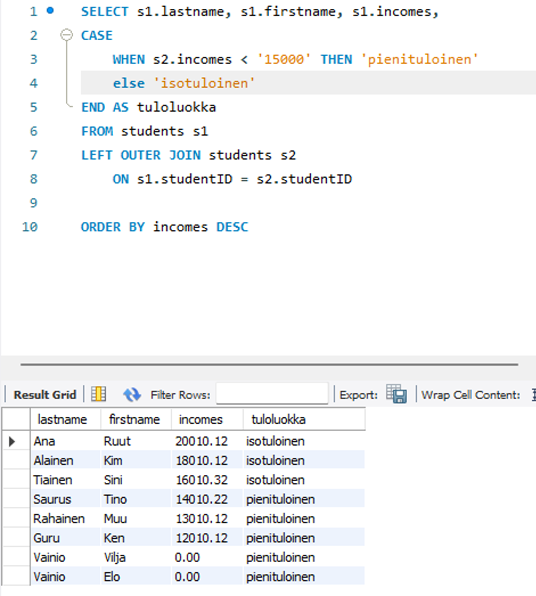 1 SELECT s1.lastname, s1.firstname, s1.incomes,
2 CASE
3 WHEN s2.incomes < '15000' THEN 'pienituloinen'
4 else 'isotuloinen'
5 END AS tuloluokka
6 FROM students s1
7 LEFT OUTER JOIN students s2
8 ON s1.studentID = s2.studentID
9
10 ORDER BY incomes DESC
Result Grid Filter Rows: Export: Wrap Cell Content:
lastname firstname incomes tuloluokka
Ana Ruut 20010.12 isotuloinen
Alainen Kim 18010.12 isotuloinen
Tiainen Sini 16010.32 isotuloinen
Saurus Tino 14010.22 pienituloinen
Rahainen Muu 13010.12 pienituloinen
Guru Ken 12010.12 pienituloinen
Vainio Vilja 0.00 pienituloinen
Vainio Elo 0.00 pienituloinen